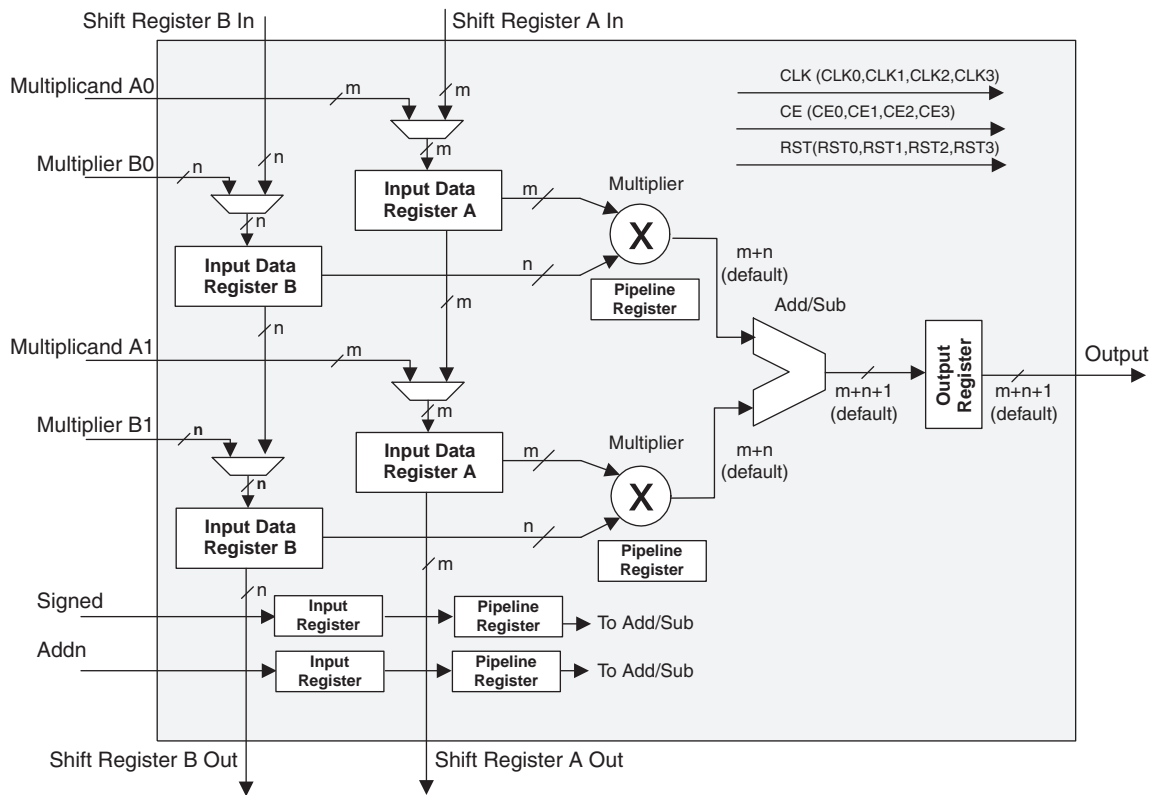 Shift Register B In
Shift Register A In
Multiplicand A0
m
m
CLK (CLK0,CLK1,CLK2,CLK3)
CE (CE0,CE1,CE2,CE3)
RST(RST0,RST1,RST2,RST3)
m
Multiplier B0
n
n
n
Input Data
Register A
m
Multiplier
X
Input Data
Register B
n
Pipeline
Register
m+n
(default)
m
n
Add/Sub
Multiplicand A1
m
m
m+n+1
(default)
Output
Register
m+n+1
(default)
Output
Multiplier B1
n
n
Input Data
Register A
m
Multiplier
X
m+n
(default)
Input Data
Register B
n
Pipeline
Register
m
n
Signed
Input
Register
Pipeline
Register
To Add/Sub
Addn
Input
Register
Pipeline
Register
To Add/Sub
Shift Register B Out
Shift Register A Out